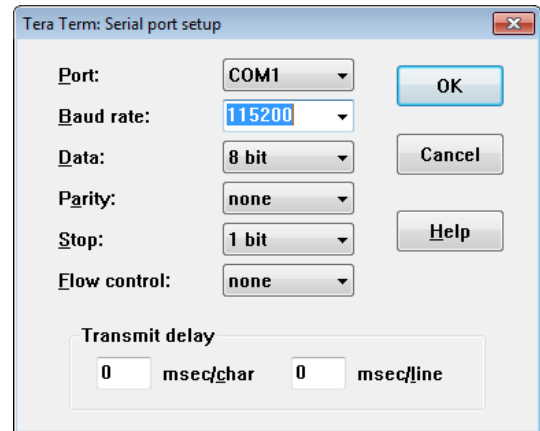 Tera Term: Serial port setup
Port: COM1
OK
Baud rate: 115200
Data: 8 bit
Cancel
Parity: none
Stop: 1 bit
Help
Flow control: none
Transmit delay
0 msec/char 0 msec/line